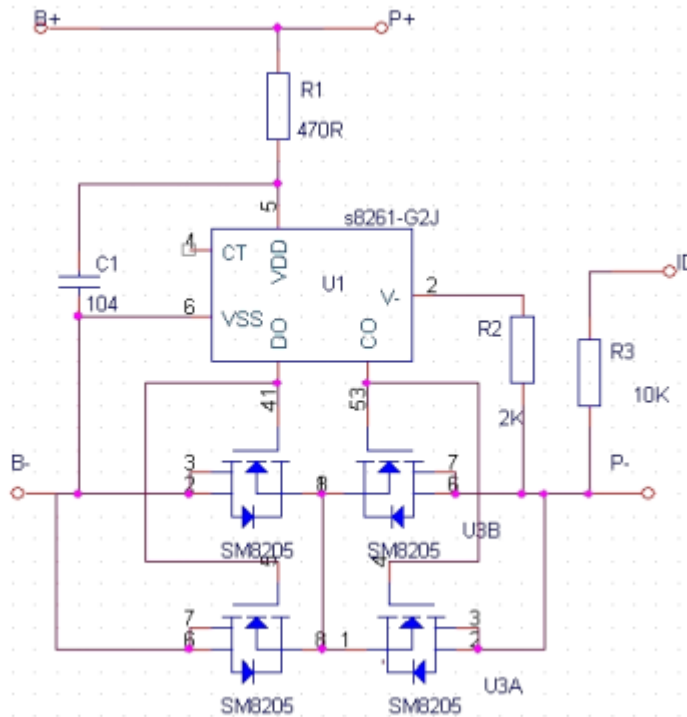 B+
P+
R1
470R
5
s8261-G2J
4
CT
VDD
U1
C1
104
6
VSS
V-
2
DO
CO
R2
2K
ID
R3
10K
41
53
B-
3
2
8
7
6
P-
SM8205
SM8205
U3B
4
7
6
8
1
3
2
SM8205
SM8205
U3A